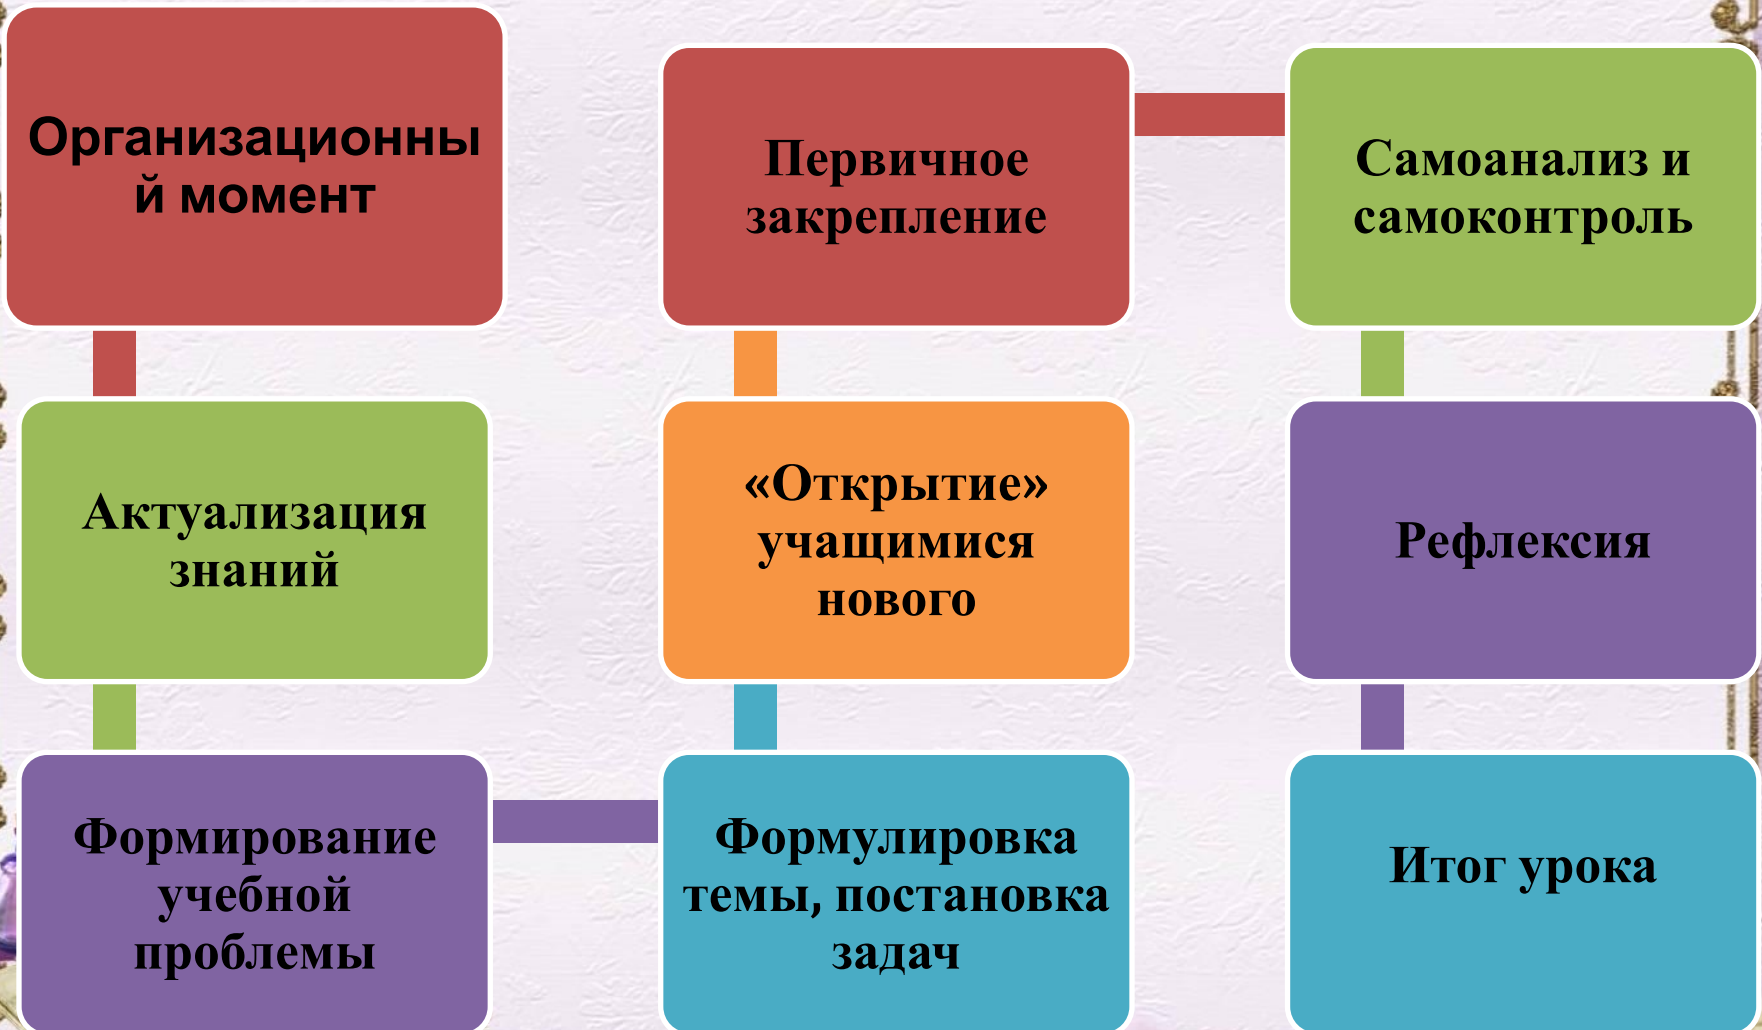 Организационны
й момент
Актуализация
знаний
Формирование
учебной
проблемы
Формулировка
темы, постановка
задач
«Открытие»
учащимися
нового
Первичное
закрепление
Самоанализ и
самоконтроль
Рефлексия
Итог урока